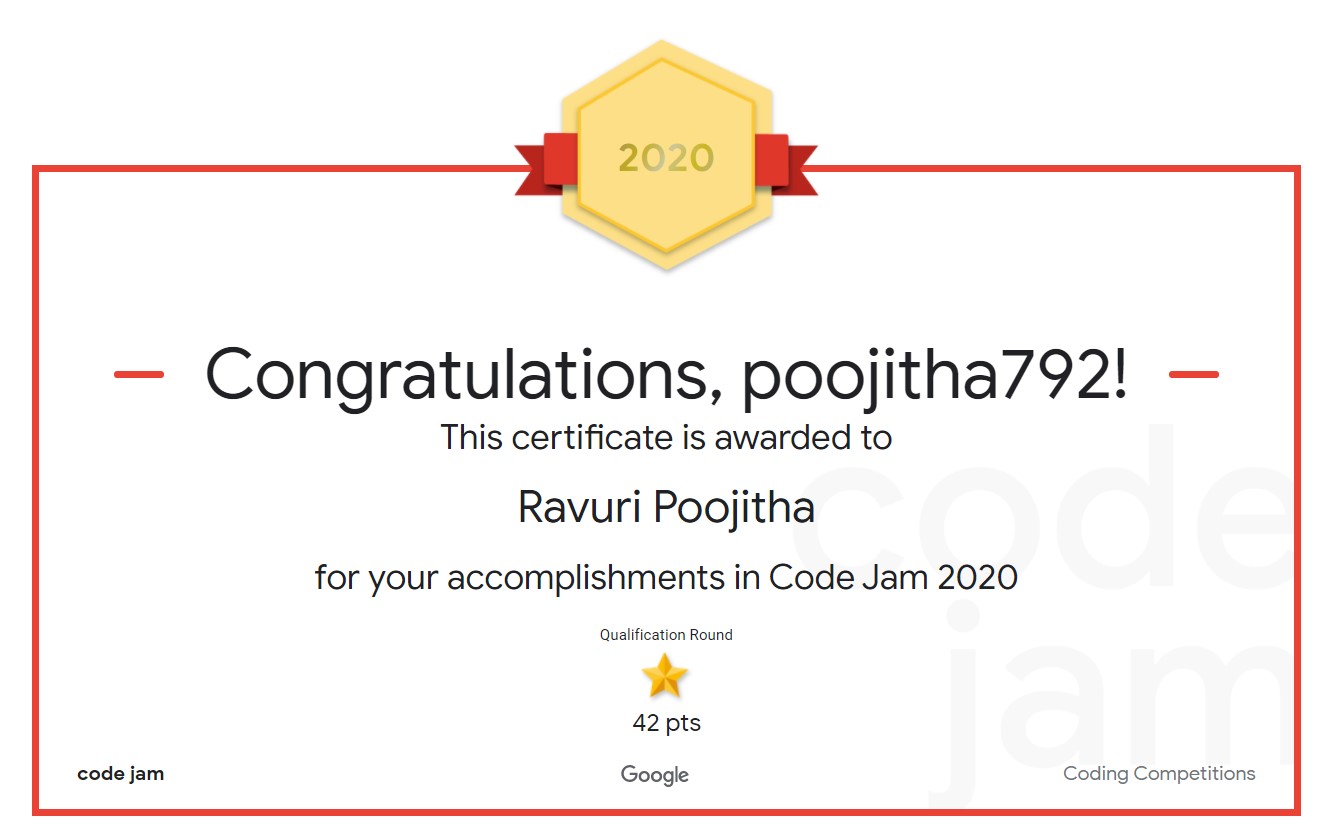 2020
Congratulations, poojitha792!
This certificate is awarded to
Ravuri Poojitha
for your accomplishments in Code Jam 2020
Qualification Round
42 pts
code jam
Google
Coding Competitions
code
jam